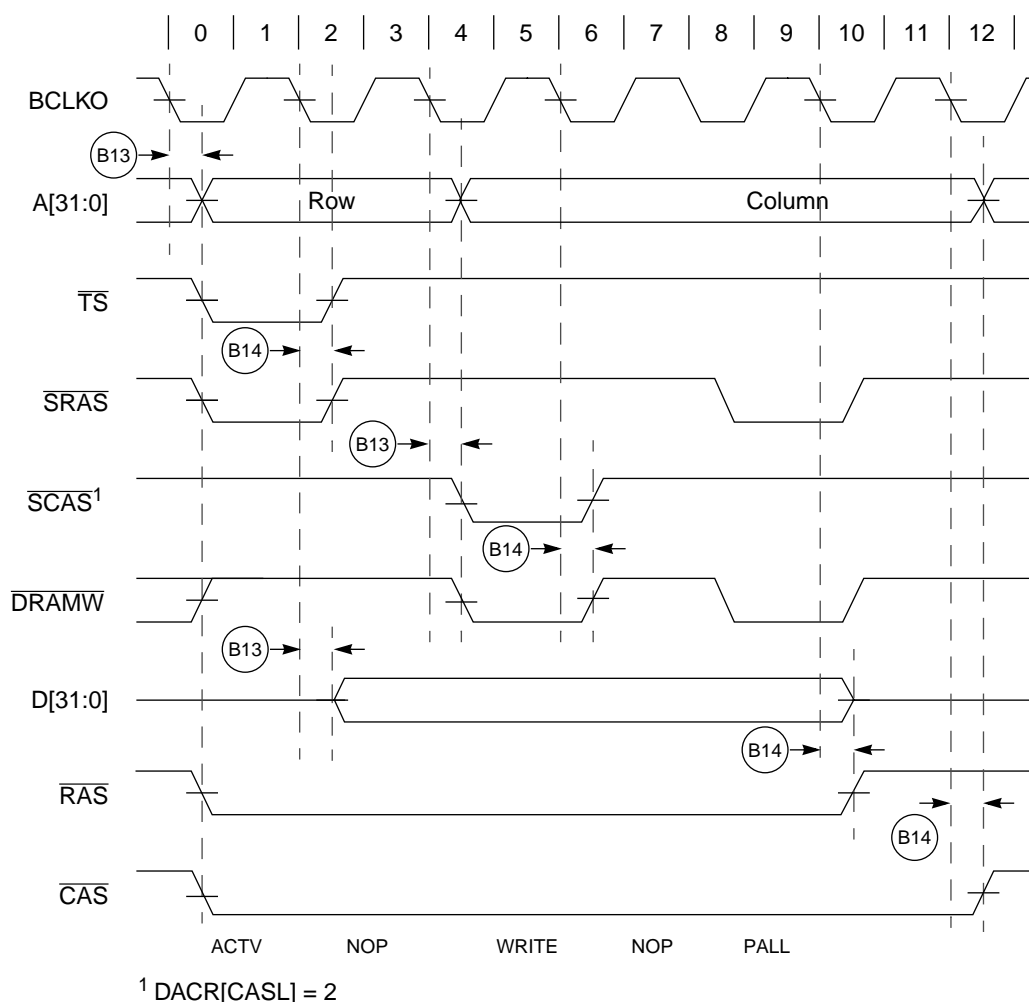 0 1 2 3 4 5 6 7 8 9 10 11 12
BCLKO
B13
A[31:0] Row Column
TS
B14
SRAS
B13
SCAS1
B14
DRAMW
B13
D[31:0]
B14
RAS
B14
CAS
ACTV NOP WRITE NOP PALL
1 DACR[CASL] = 2